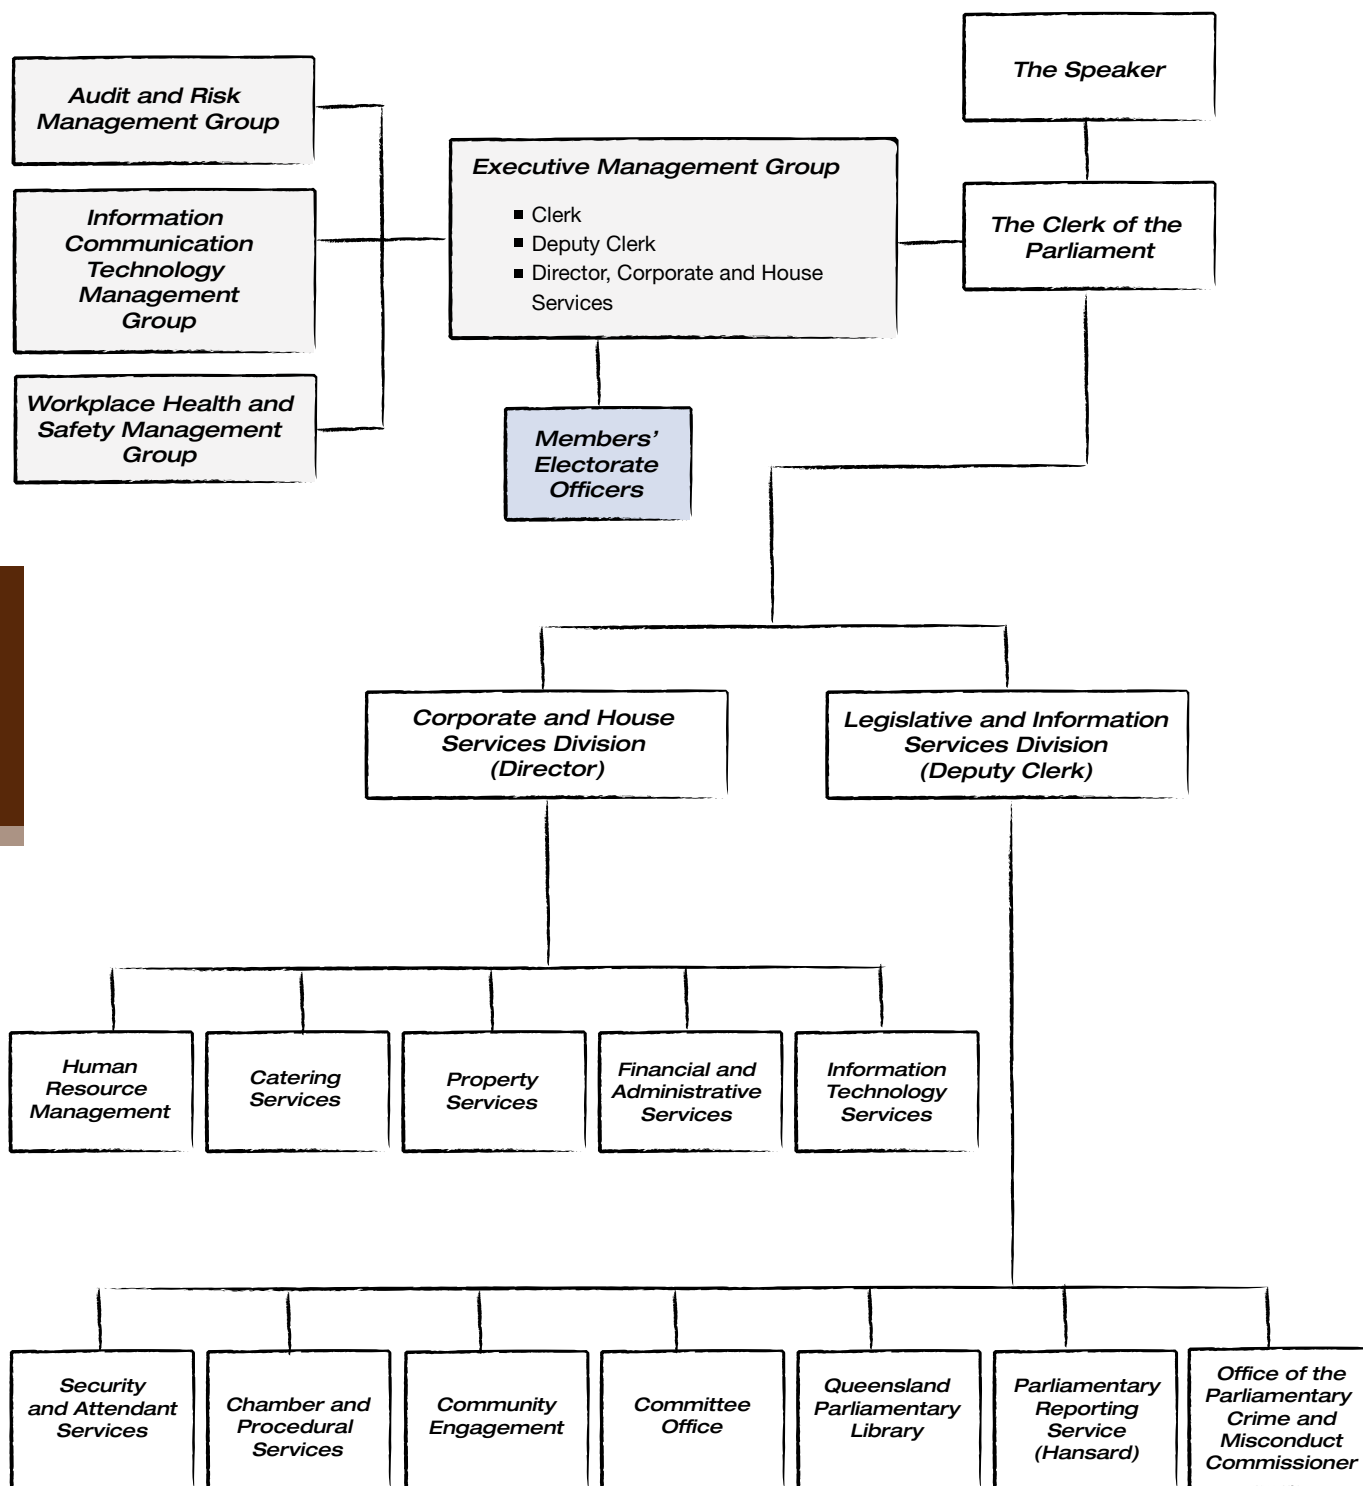 The Speaker
Audit and Risk
Management Group
Executive Management Group
■ Clerk
■ Deputy Clerk
■ Director, Corporate and House
Services
The Clerk of the
Parliament
Information
Communication
Technology
Management
Group
Workplace Health and
Safety Management
Group
Members’
Electorate
Officers
Corporate and House
Services Division
(Director)
Legislative and Information
Services Division
(Deputy Clerk)
Human
Resource
Management
Catering
Services
Property
Services
Financial and
Administrative
Services
Information
Technology
Services
Security
and Attendant
Services
Chamber and
Procedural
Services
Community
Engagement
Committee
Office
Queensland
Parliamentary
Library
Parliamentary
Reporting
Service
(Hansard)
Office of the
Parliamentary
Crime and
Misconduct
Commissioner